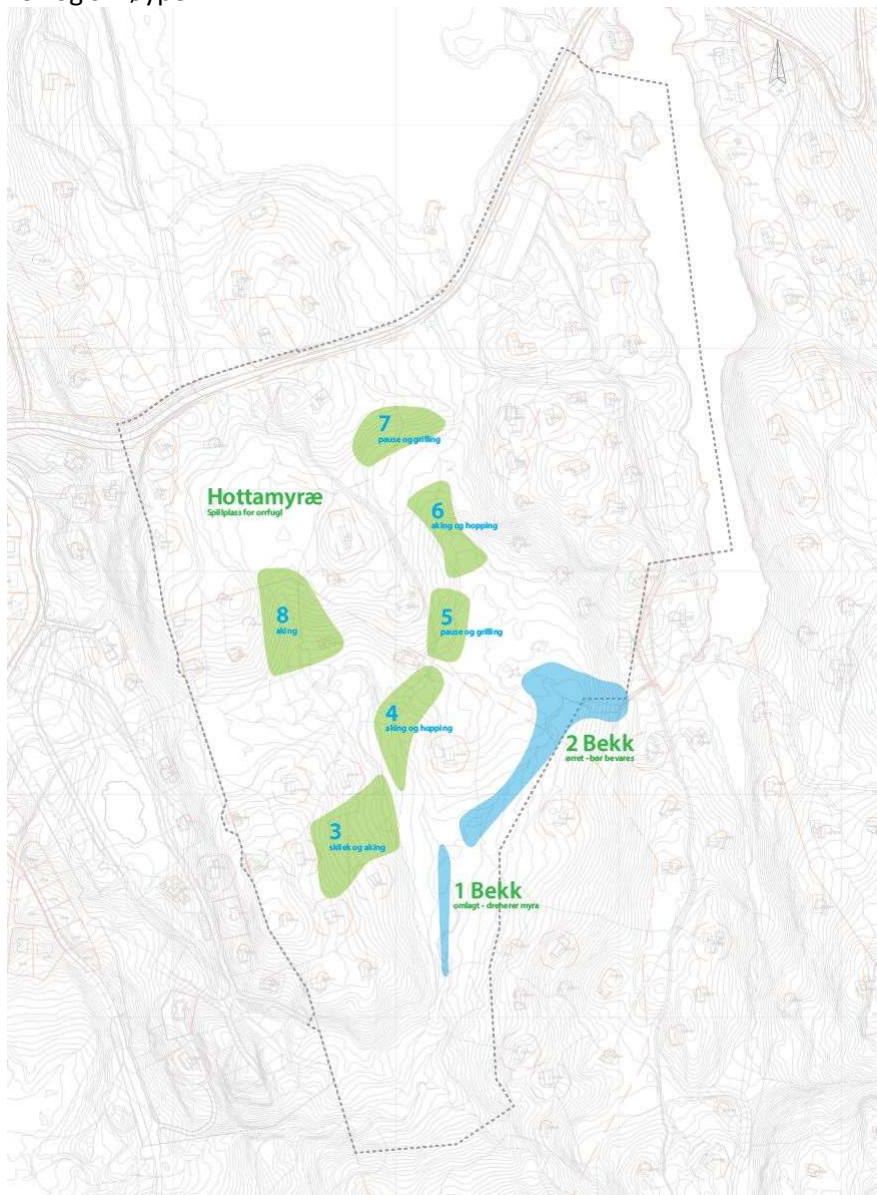 7
pause og grilling
Hottamyræ
Spillplass for orrfugl
6
aking og hopping
8
aking
5
pause og grilling
4
aking og hopping
2 Bekk
ørret - bør bevares
3
skilek og aking
1 Bekk
omlagt - drenerer myra